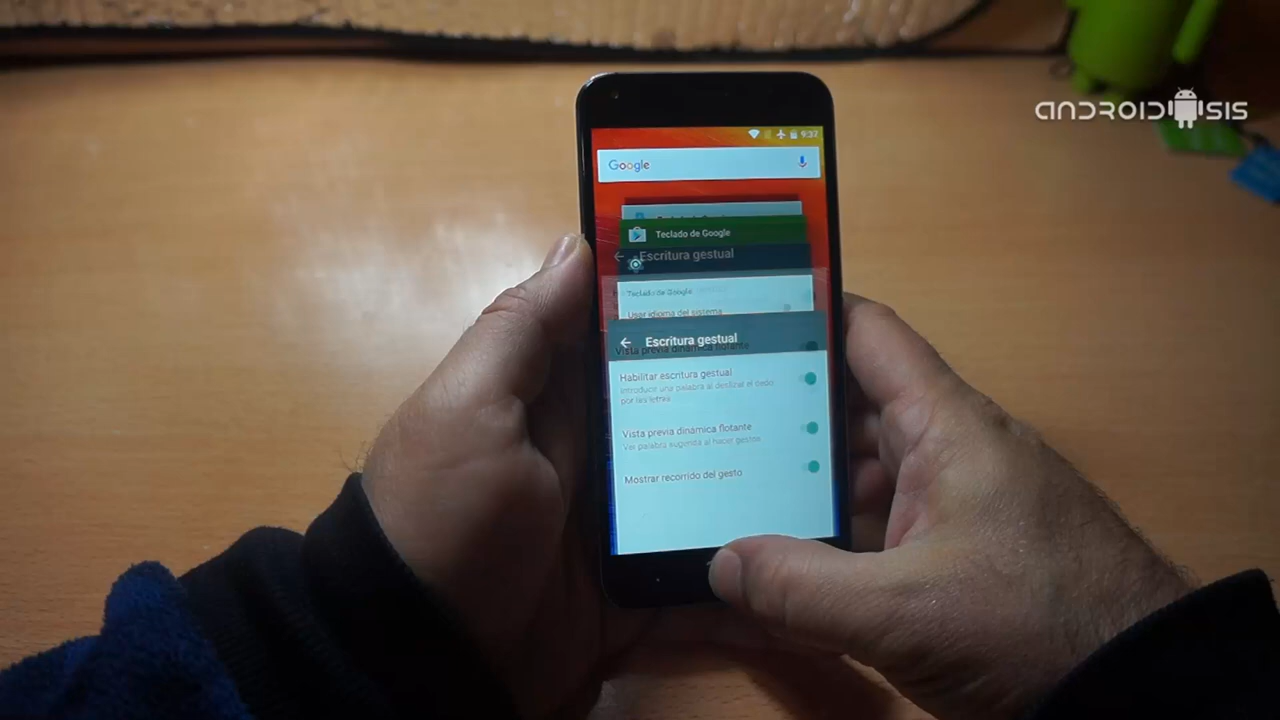 ANDROIDSIS
9:37
Google
Teclado de Google
Escritura gestual
Teclado de Google
Usar idioma del sistema
Escritura gestual
Vista previa dinámica flotante
Habilitar escritura gestual
Introducir una palabra al deslizar el dedo
por las letras
Vista previa dinámica flotante
Ver palabra sugerida al hacer gestos
Mostrar recorrido del gesto